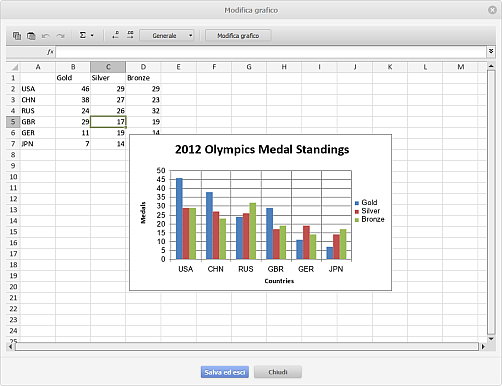 Modifica grafico
Σ .0 .00 Generale Modifica grafico
fx
A B C D E F G H I J K L M
1 Gold Silver Bronze
2 USA 46 29 29
3 CHN 38 27 23
4 RUS 24 26 32
5 GBR 29 17 19
6 GER 11 19 14
7 JPN 7 14
8
9
10
11
12
13
14
15
16
17
18
19
20
21
22
23
24
25
2012 Olympics Medal Standings
50
45
40
35
30
25
20
15
10
5
0
Medals
USA CHN RUS GBR GER JPN
Countries
Gold
Silver
Bronze
Salva ed esci Chiudi